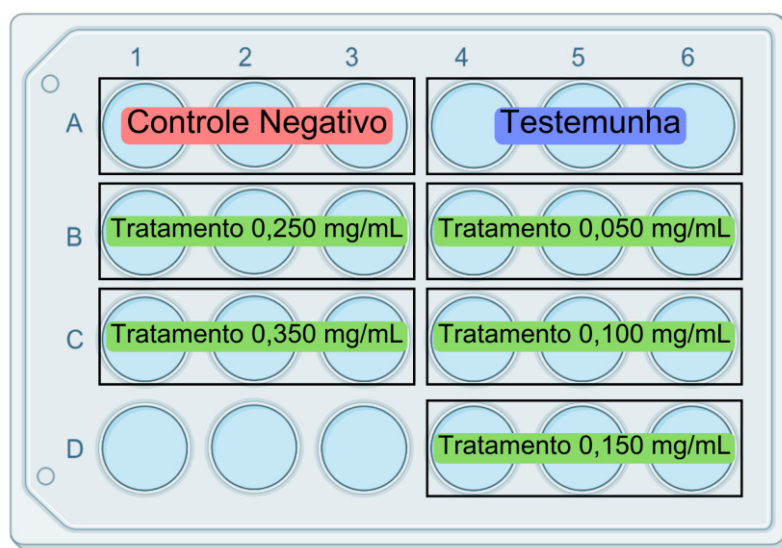 1 2 3 4 5 6
A Controle Negativo Testemunha
B Tratamento 0,250 mg/mL Tratamento 0,050 mg/mL
C Tratamento 0,350 mg/mL Tratamento 0,100 mg/mL
D Tratamento 0,150 mg/mL